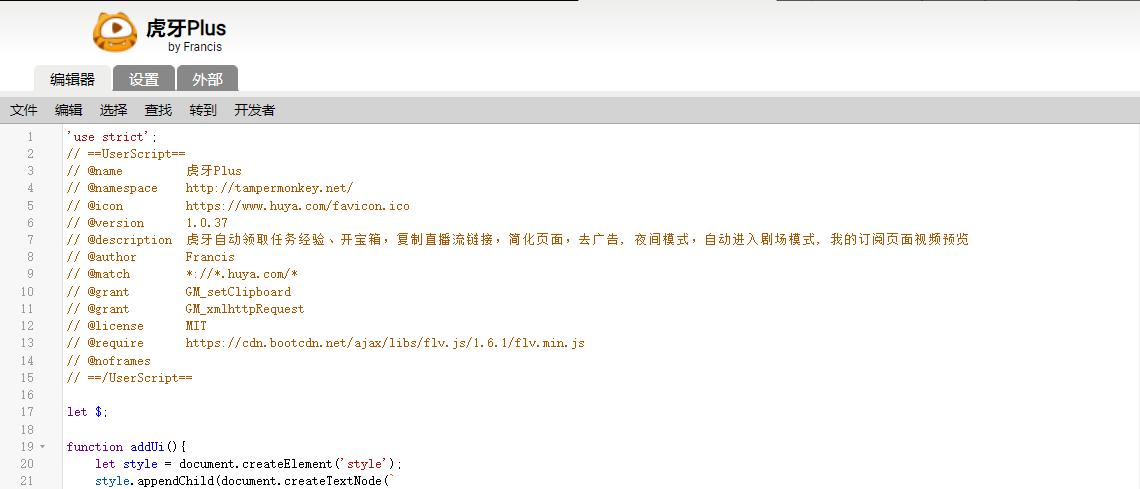 虎牙Plus
by Francis
编辑器 设置 外部
文件 编辑 选择 查找 转到 开发者
1 'use strict';
2 // ==UserScript==
3 // @name 虎牙Plus
4 // @namespace http://tampermonkey.net/
5 // @icon https://www.huya.com/favicon.ico
6 // @version 1.0.37
7 // @description 虎牙自动领取任务经验、开宝箱，复制直播流链接，简化页面，去广告, 夜间模式，自动进入剧场模式, 我的订阅页面视频预览
8 // @author Francis
9 // @match *://*.huya.com/*
10 // @grant GM_setClipboard
11 // @grant GM_xmlhttpRequest
12 // @license MIT
13 // @require https://cdn.bootcdn.net/ajax/libs/flv.js/1.6.1/flv.min.js
14 // @noframes
15 // ==/UserScript==
16
17 let $;
18
19 function addUi(){
20 let style = document.createElement('style');
21 style.appendChild(document.createTextNode(`